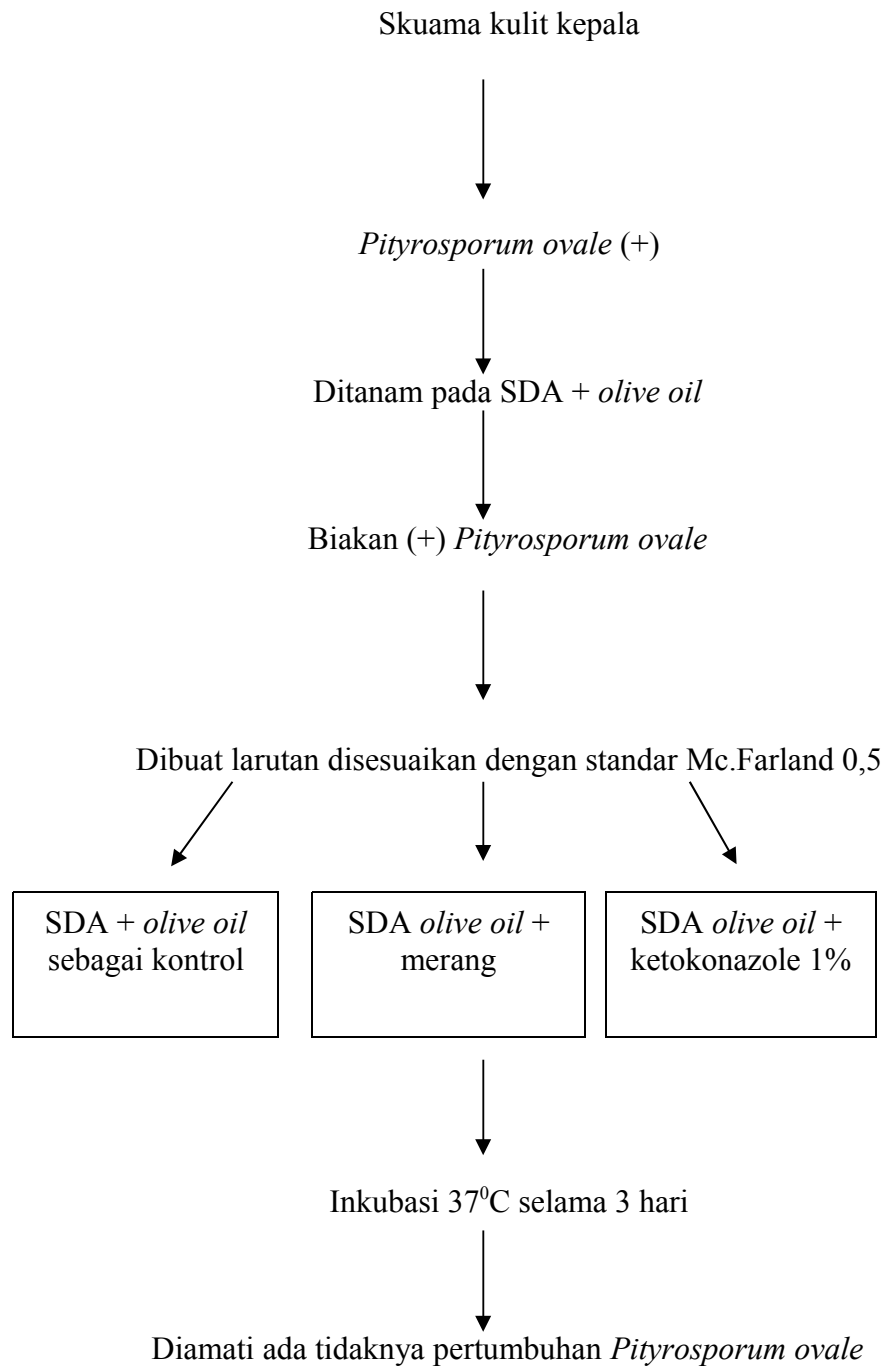 Skuama kulit kepala
Pityrosporum ovale (+)
Ditanam pada SDA + olive oil
Biakan (+) Pityrosporum ovale
Dibuat larutan disesuaikan dengan standar Mc.Farland 0,5
SDA + olive oil
sebagai kontrol
SDA olive oil +
merang
SDA olive oil +
ketokonazole 1%
Inkubasi 37⁰C selama 3 hari
Diamati ada tidaknya pertumbuhan Pityrosporum ovale